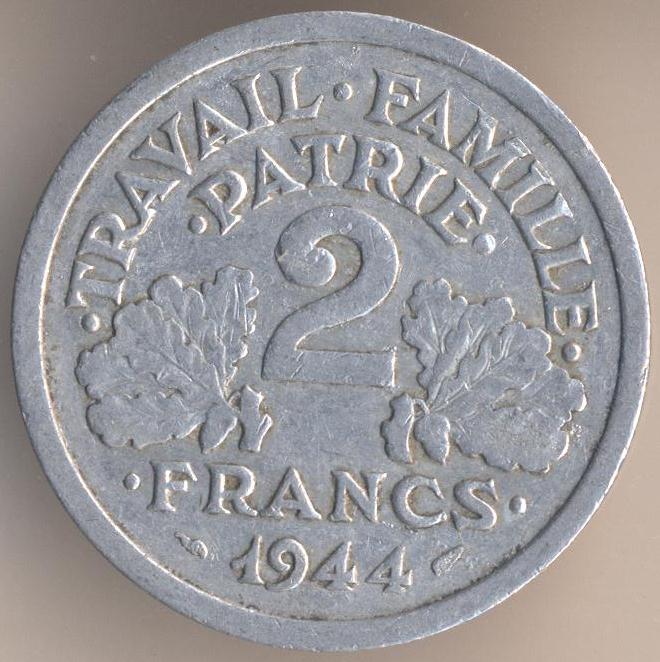 ·TRAVAIL·FAMILLE·
·PATRIE·
2
·FRANCS·
1944